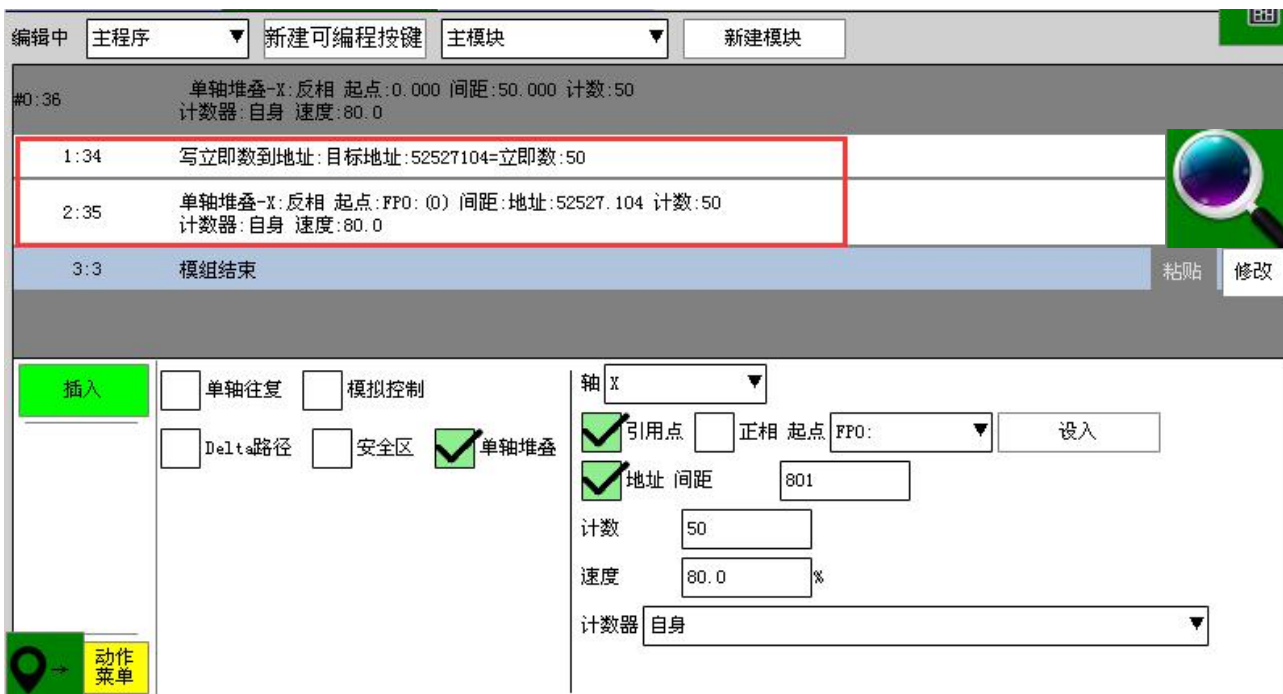 编辑中 主程序 新建可编程按键 主模块 新建模块
#0:36 单轴堆叠-X:反相 起点:0.000 间距:50.000 计数:50
计数器:自身 速度:80.0
1:34 写立即数到地址:目标地址:52527104=立即数:50
2:35 单轴堆叠-X:反相 起点:FP0:(0) 间距:地址:52527.104 计数:50
计数器:自身 速度:80.0
3:3 模组结束 粘贴 修改
插入 单轴往复 模拟控制 轴 X
Delta路径 安全区 单轴堆叠 引用点 正相 起点 FP0: 设入
地址 间距 801
计数 50
速度 80.0 %
计数器 自身
动作
菜单